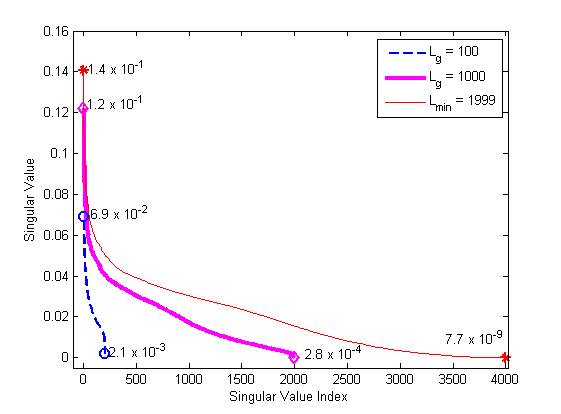 0.16
0.14
0.12
0.1
0.08
0.06
0.04
0.02
0
Singular Value
1.4 x 10^-1
1.2 x 10^-1
6.9 x 10^-2
2.1 x 10^-3
2.8 x 10^-4
7.7 x 10^-9
L_g = 100
L_g = 1000
L_min = 1999
0 500 1000 1500 2000 2500 3000 3500 4000
Singular Value Index